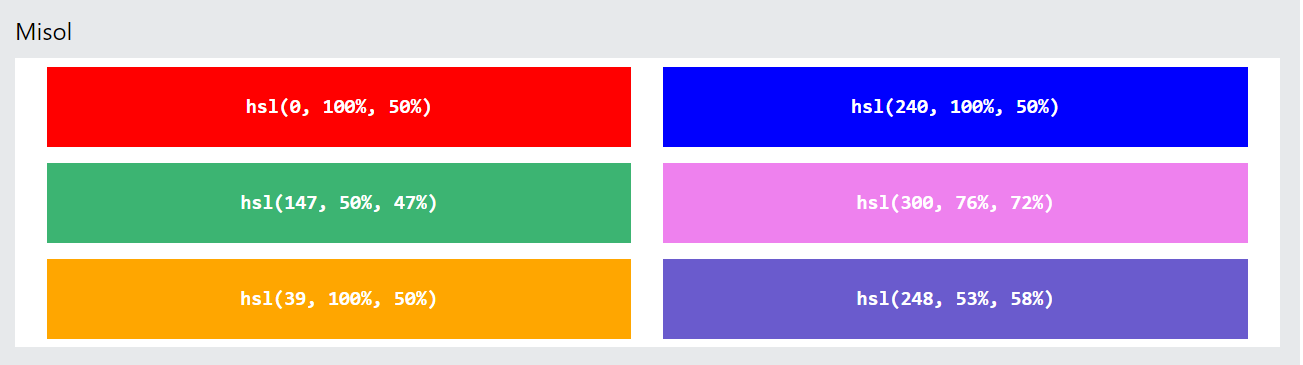 Misol
hsl(0, 100%, 50%)
hsl(240, 100%, 50%)
hsl(147, 50%, 47%)
hsl(300, 76%, 72%)
hsl(39, 100%, 50%)
hsl(248, 53%, 58%)